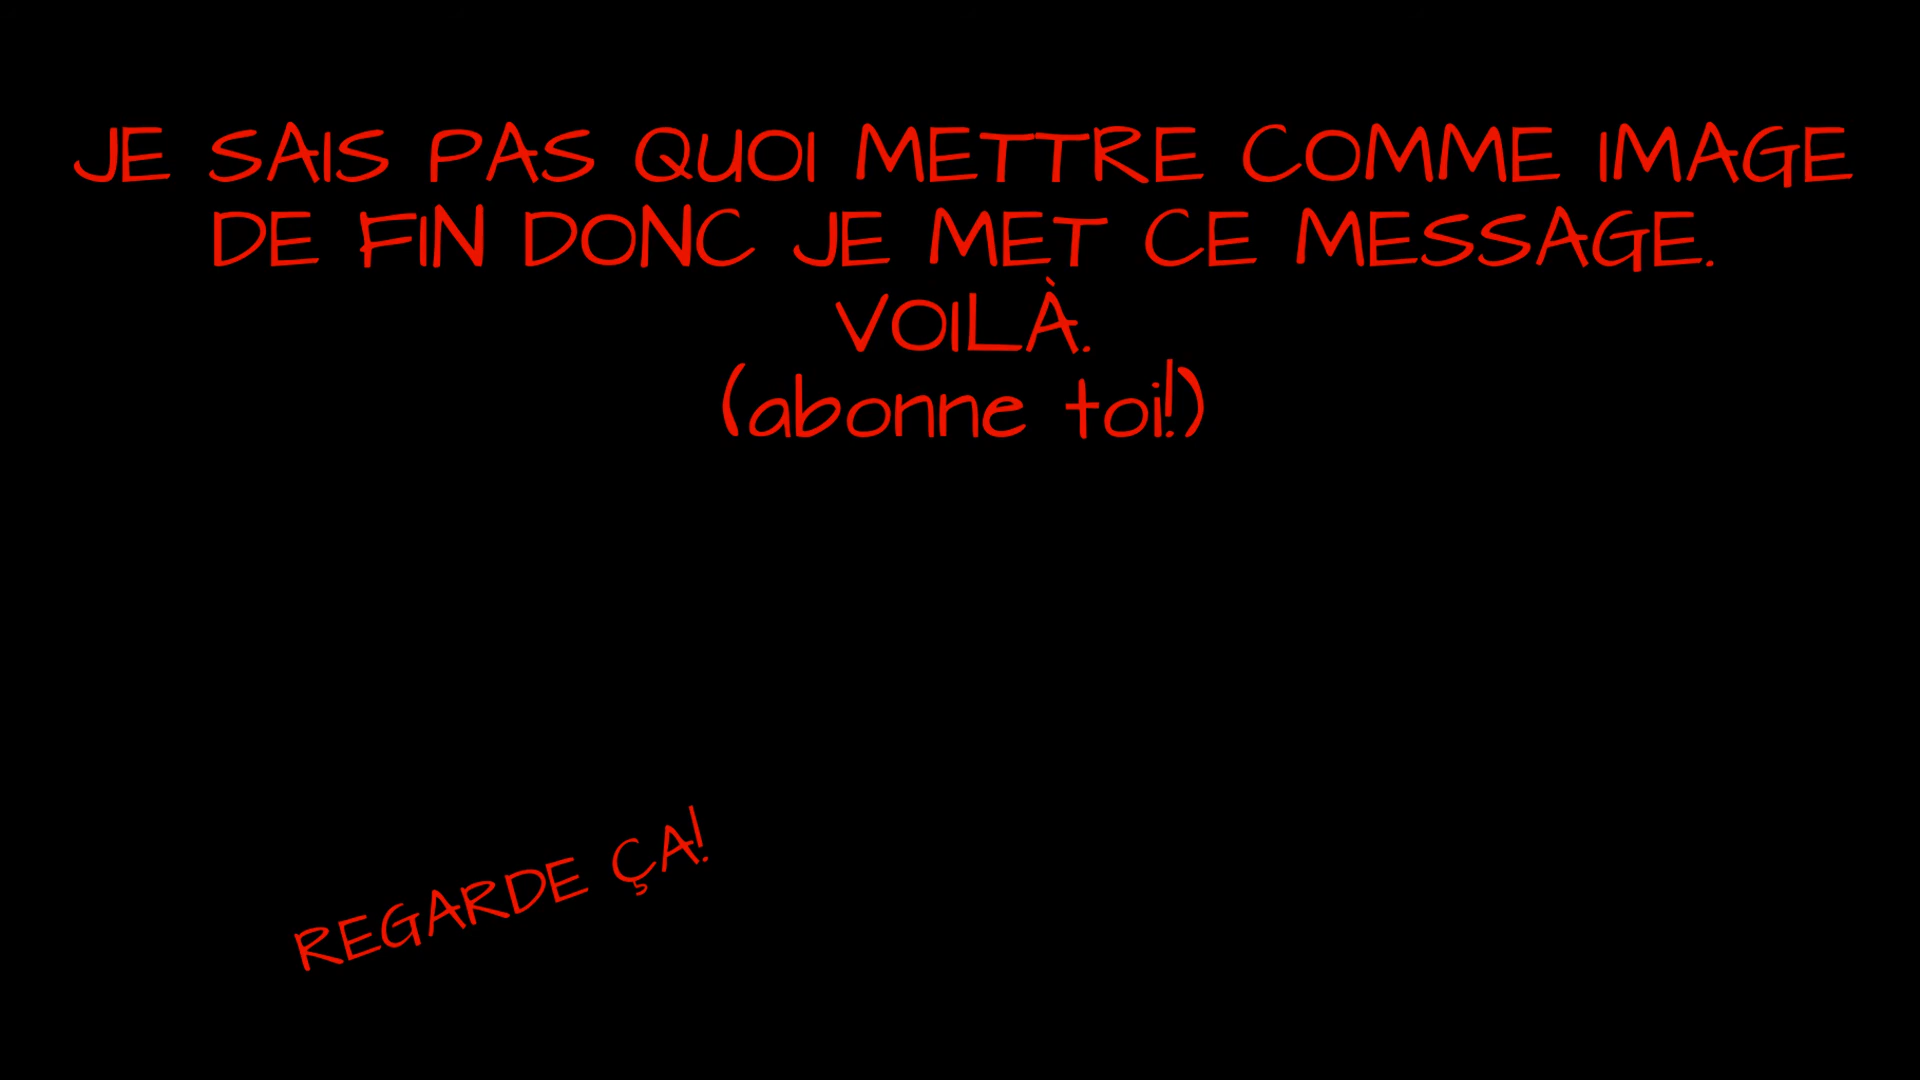 JE SAIS PAS QUOI METTRE COMME IMAGE
DE FIN DONC JE MET CE MESSAGE.
VOILÀ.
(abonne toi!)
REGARDE ÇA!